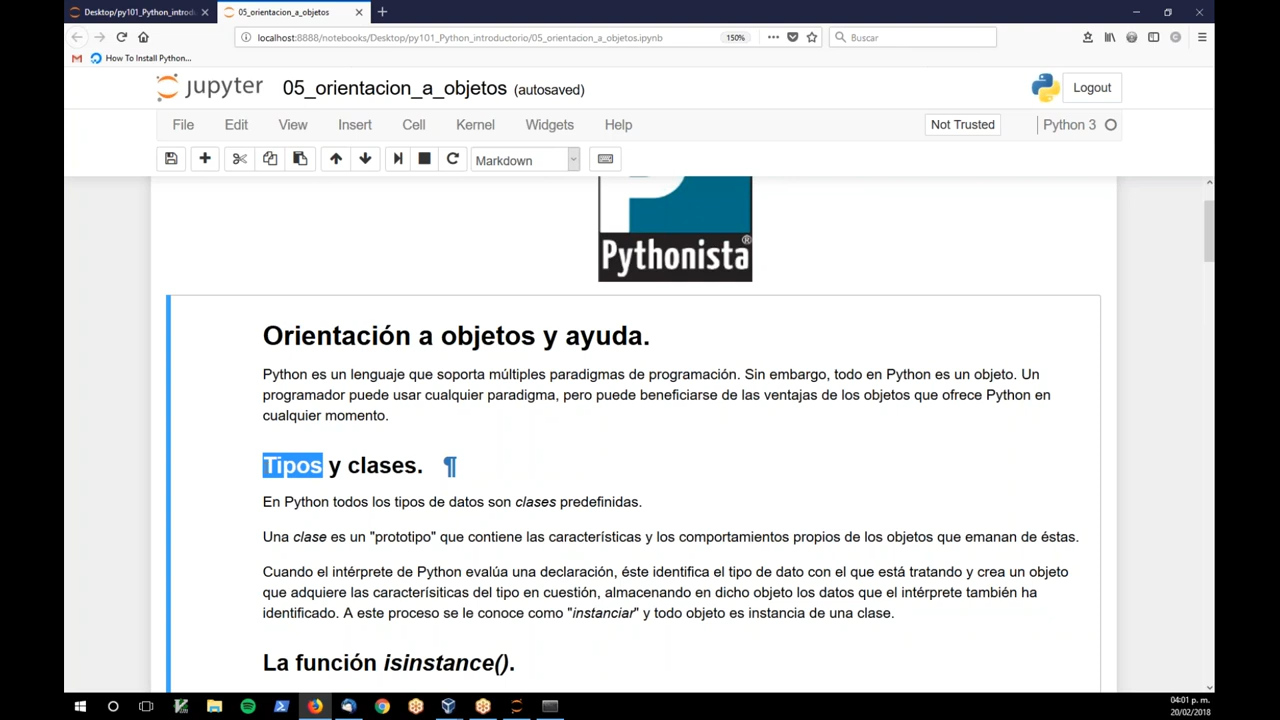 Desktop/py101_Python_introd
05_orientacion_a_objetos
localhost:8888/notebooks/Desktop/py101_Python_introductorio/05_orientacion_a_objetos.ipynb
150%
Buscar
How To Install Python...
jupyter
05_orientacion_a_objetos (autosaved)
Logout
File Edit View Insert Cell Kernel Widgets Help
Not Trusted
Python 3
Markdown
Pythonista®
Orientación a objetos y ayuda.
Python es un lenguaje que soporta múltiples paradigmas de programación. Sin embargo, todo en Python es un objeto. Un
programador puede usar cualquier paradigma, pero puede beneficiarse de las ventajas de los objetos que ofrece Python en
cualquier momento.
Tipos y clases. ¶
En Python todos los tipos de datos son clases predefinidas.
Una clase es un "prototipo" que contiene las características y los comportamientos propios de los objetos que emanan de éstas.
Cuando el intérprete de Python evalúa una declaración, éste identifica el tipo de dato con el que está tratando y crea un objeto
que adquiere las caracterísiticas del tipo en cuestión, almacenando en dicho objeto los datos que el intérprete también ha
identificado. A este proceso se le conoce como "instanciar" y todo objeto es instancia de una clase.
La función isinstance().
04:01 p. m.
20/02/2018